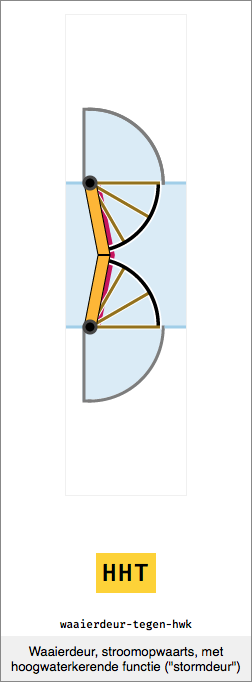 HHT
waaierdeur-tegen-hwk
Waaierdeur, stroomopwaarts, met
hoogwaterkerende functie ("stormdeur")